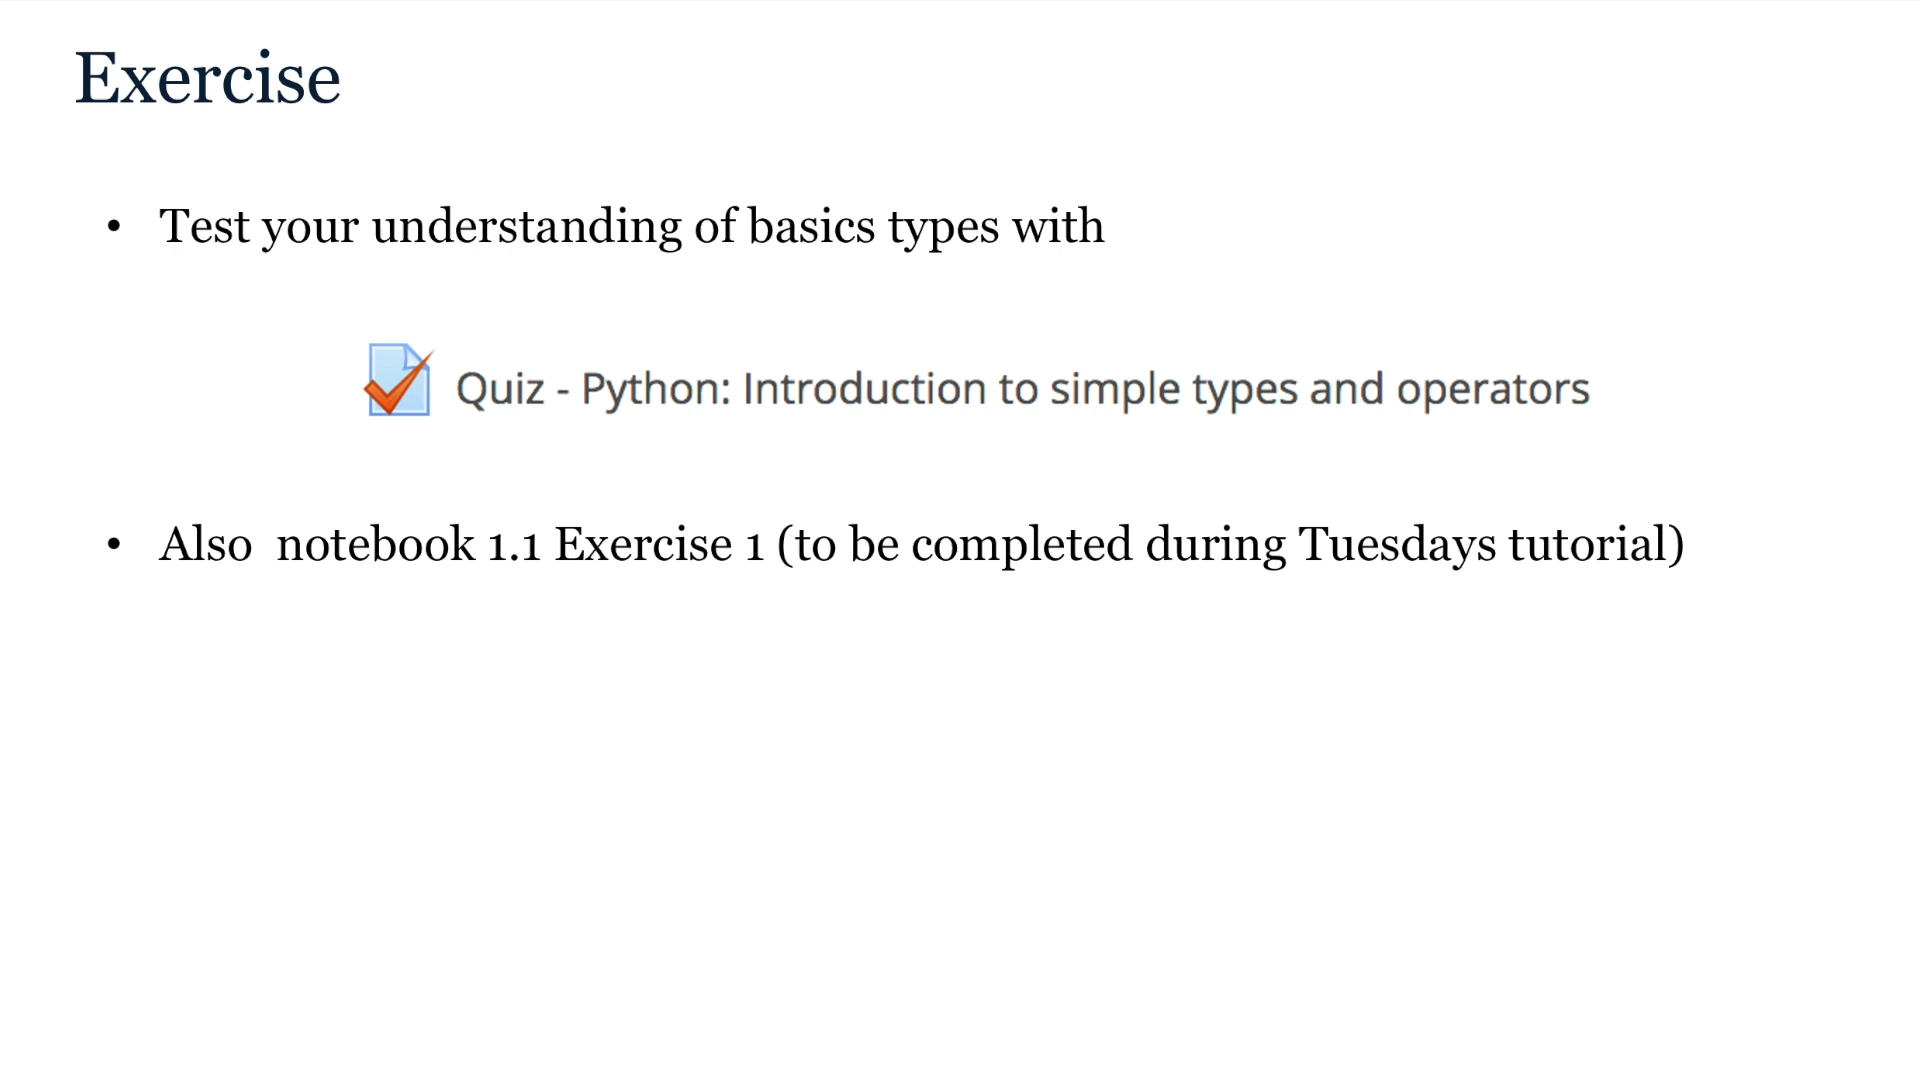 Exercise
• Test your understanding of basics types with
Quiz - Python: Introduction to simple types and operators
• Also  notebook 1.1 Exercise 1 (to be completed during Tuesdays tutorial)